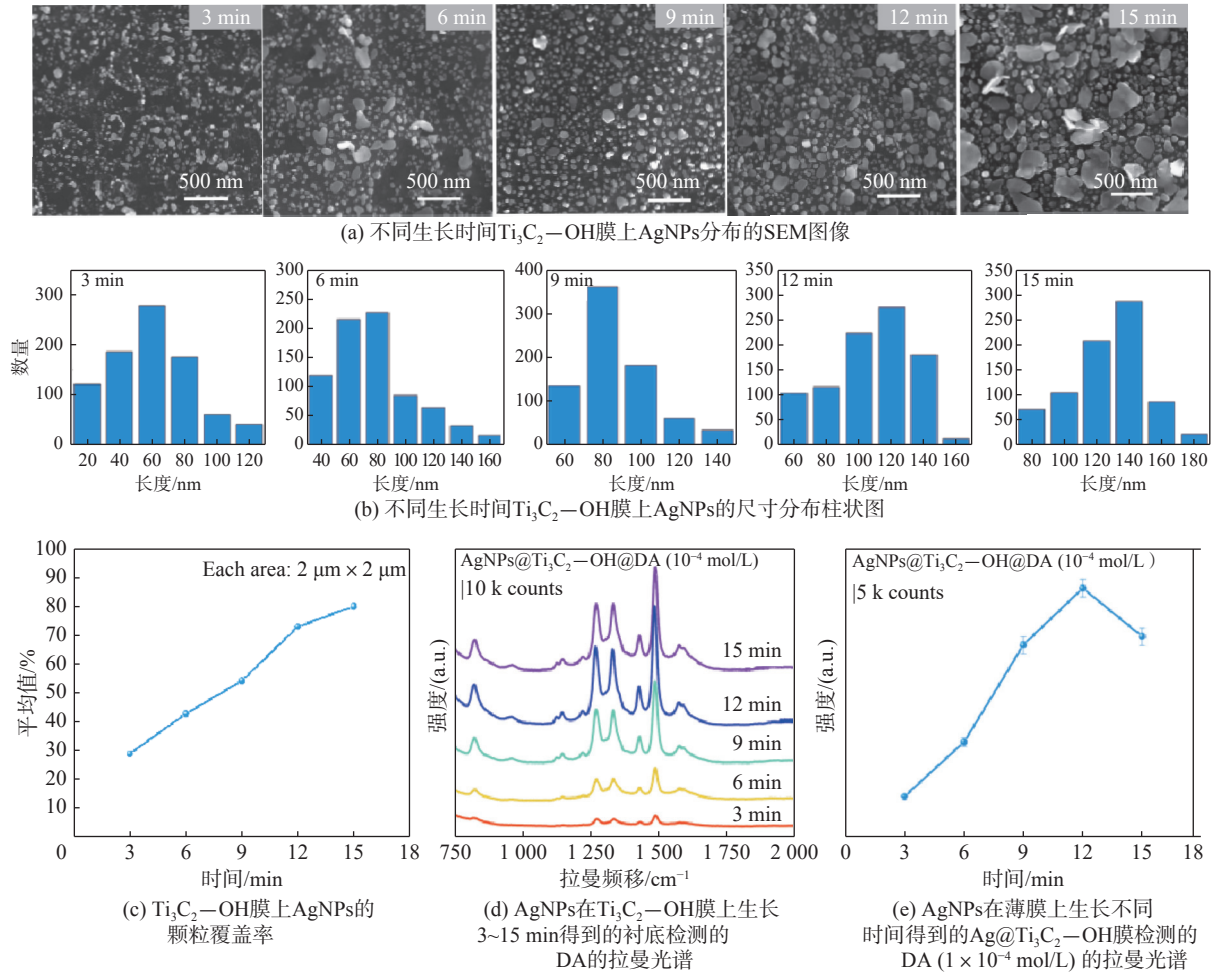 3 min
6 min
9 min
12 min
15 min
500 nm
500 nm
500 nm
500 nm
500 nm
(a) 不同生长时间Ti₃C₂—OH膜上AgNPs分布的SEM图像
数量
3 min
300
200
100
0
20 40 60 80 100 120
长度/nm
6 min
300
250
200
150
100
50
0
40 60 80 100 120 140 160
长度/nm
9 min
400
300
200
100
0
60 80 100 120 140
长度/nm
12 min
350
300
250
200
150
100
50
0
60 80 100 120 140 160
长度/nm
15 min
350
300
250
200
150
100
50
0
80 100 120 140 160 180
长度/nm
(b) 不同生长时间Ti₃C₂—OH膜上AgNPs的尺寸分布柱状图
Each area: 2 μm × 2 μm
平均值/%
100
90
80
70
60
50
40
30
20
10
0 3 6 9 12 15 18
时间/min
(c) Ti₃C₂—OH膜上AgNPs的
颗粒覆盖率
AgNPs@Ti₃C₂—OH@DA (10⁻⁴ mol/L)
|10 k counts
强度/(a.u.)
15 min
12 min
9 min
6 min
3 min
750 1 000 1 250 1 500 1 750 2 000
拉曼频移/cm⁻¹
(d) AgNPs在Ti₃C₂—OH膜上生长
3~15 min得到的衬底检测的
DA的拉曼光谱
AgNPs@Ti₃C₂—OH@DA (10⁻⁴ mol/L )
|5 k counts
强度/(a.u.)
0 3 6 9 12 15 18
时间/min
(e) AgNPs在薄膜上生长不同
时间得到的Ag@Ti₃C₂—OH膜检测的
DA (1 × 10⁻⁴ mol/L) 的拉曼光谱